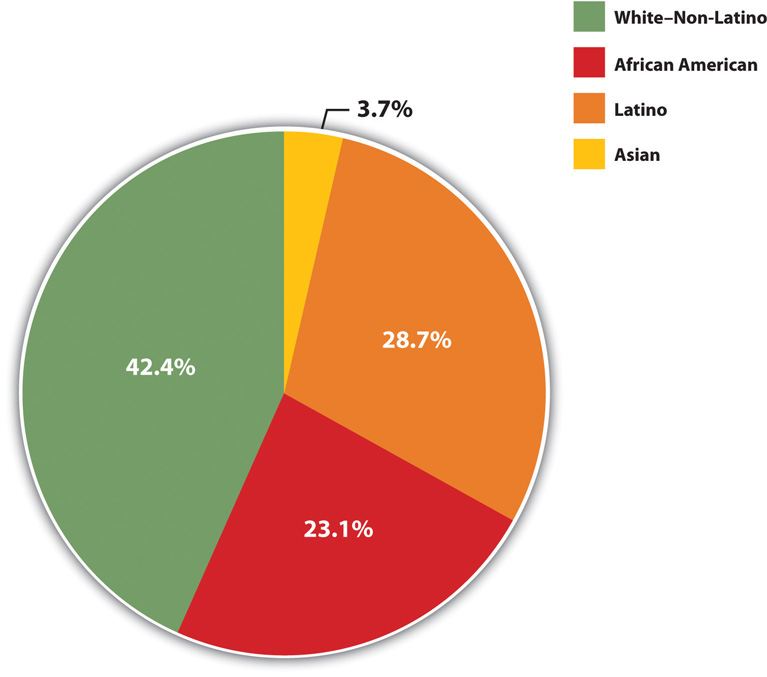 White–Non-Latino
African American
Latino
Asian
3.7%
28.7%
42.4%
23.1%